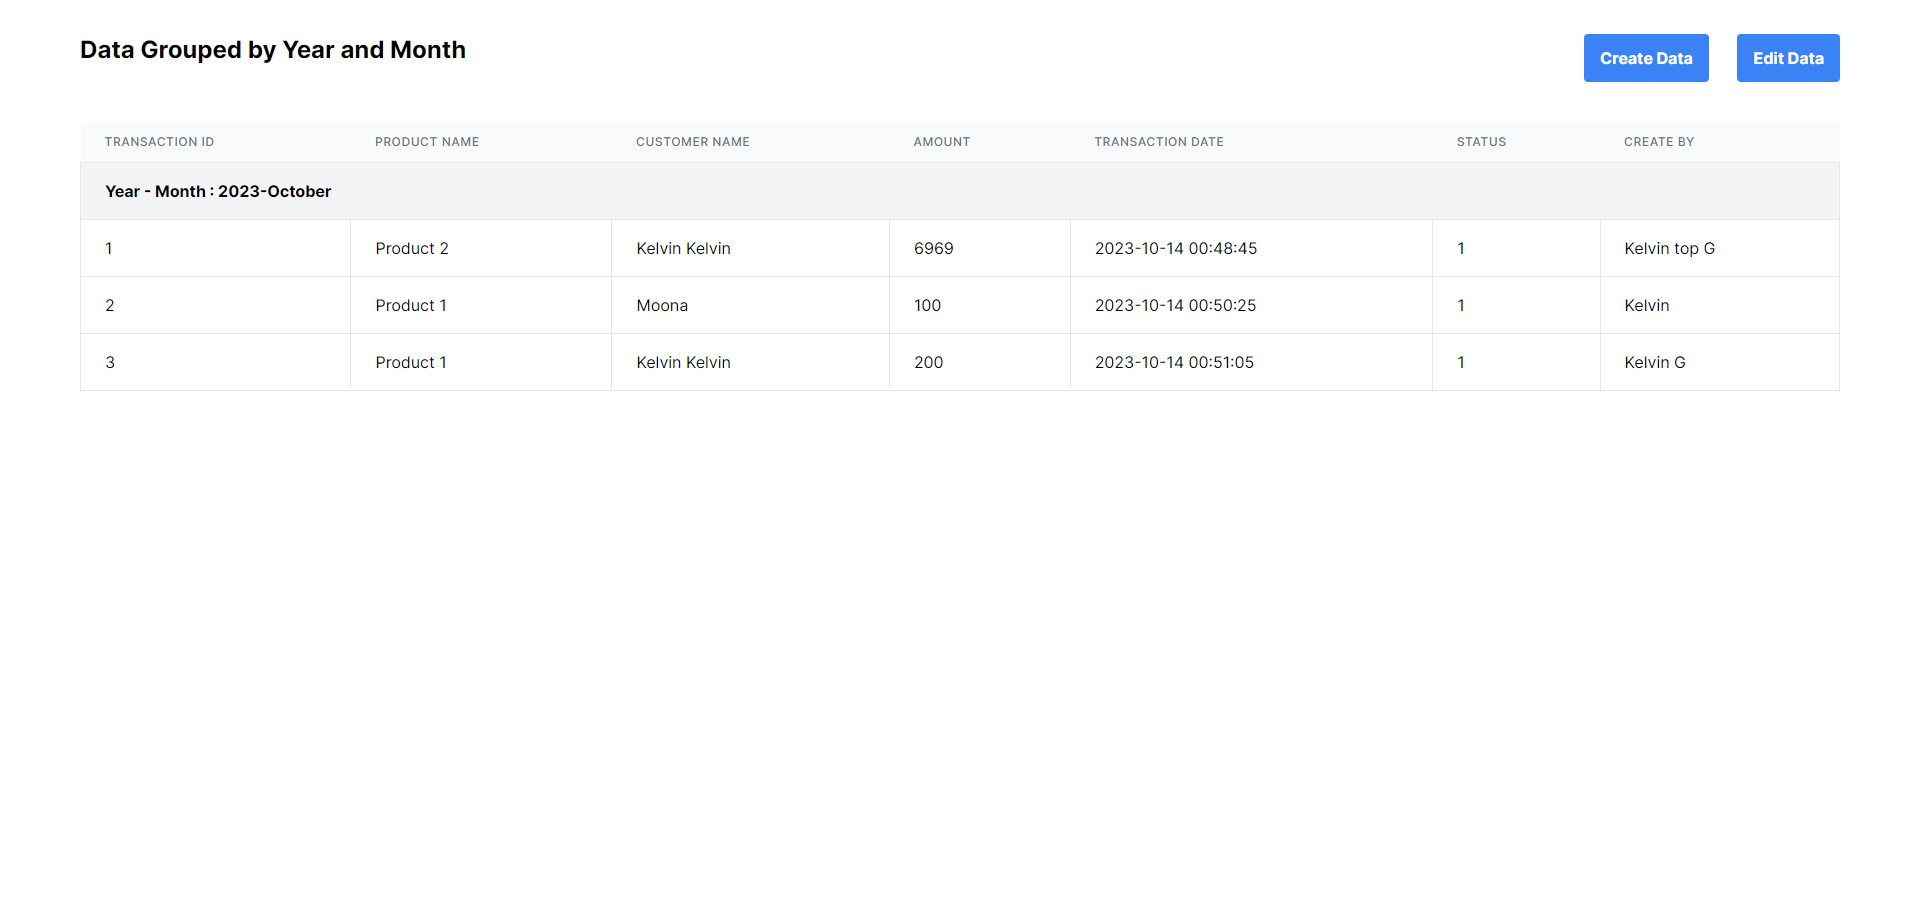 Data Grouped by Year and Month
Create Data
Edit Data
TRANSACTION ID PRODUCT NAME CUSTOMER NAME AMOUNT TRANSACTION DATE STATUS CREATE BY
Year - Month : 2023-October
1 Product 2 Kelvin Kelvin 6969 2023-10-14 00:48:45 1 Kelvin top G
2 Product 1 Moona 100 2023-10-14 00:50:25 1 Kelvin
3 Product 1 Kelvin Kelvin 200 2023-10-14 00:51:05 1 Kelvin G